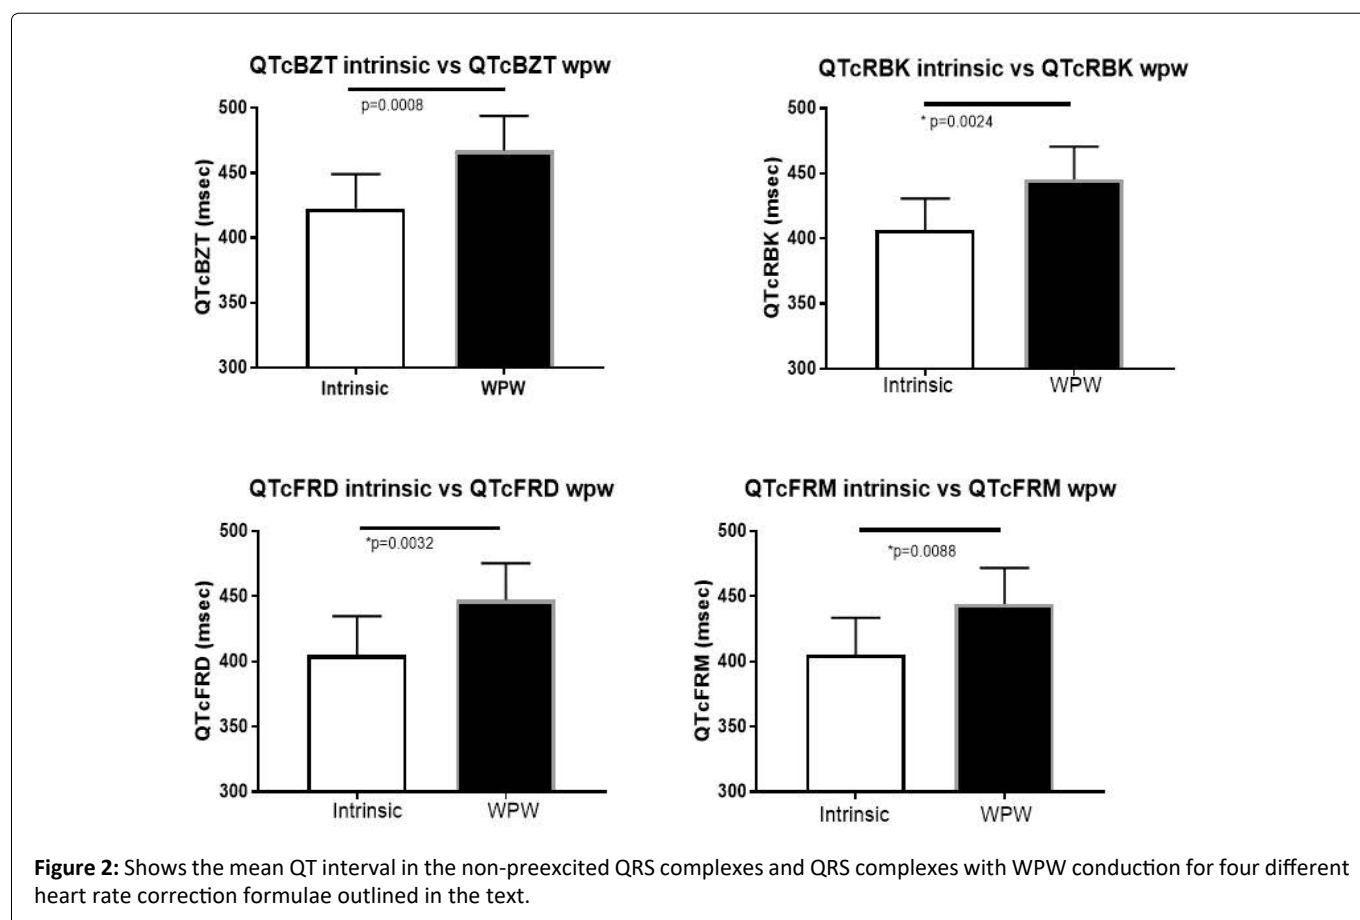 QTcBZT intrinsic vs QTcBZT wpw
p=0.0008
500
450
400
350
300
QTcBZT (msec)
Intrinsic WPW
QTcRBK intrinsic vs QTcRBK wpw
* p=0.0024
500
450
400
350
300
QTcRBK (msec)
Intrinsic WPW
QTcFRD intrinsic vs QTcFRD wpw
*p=0.0032
500
450
400
350
300
QTcFRD (msec)
Intrinsic WPW
QTcFRM intrinsic vs QTcFRM wpw
*p=0.0088
500
450
400
350
300
QTcFRM (msec)
Intrinsic WPW
Figure 2: Shows the mean QT interval in the non-preexcited QRS complexes and QRS complexes with WPW conduction for four different
heart rate correction formulae outlined in the text.